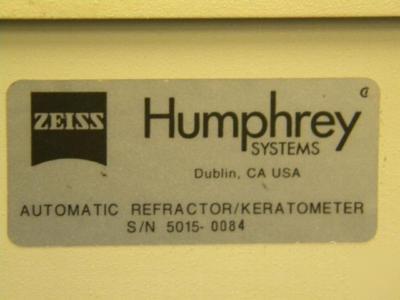 ZEISS
Humphrey
SYSTEMS
Dublin, CA USA
AUTOMATIC REFRACTOR/KERATOMETER
S/N 5015-0084